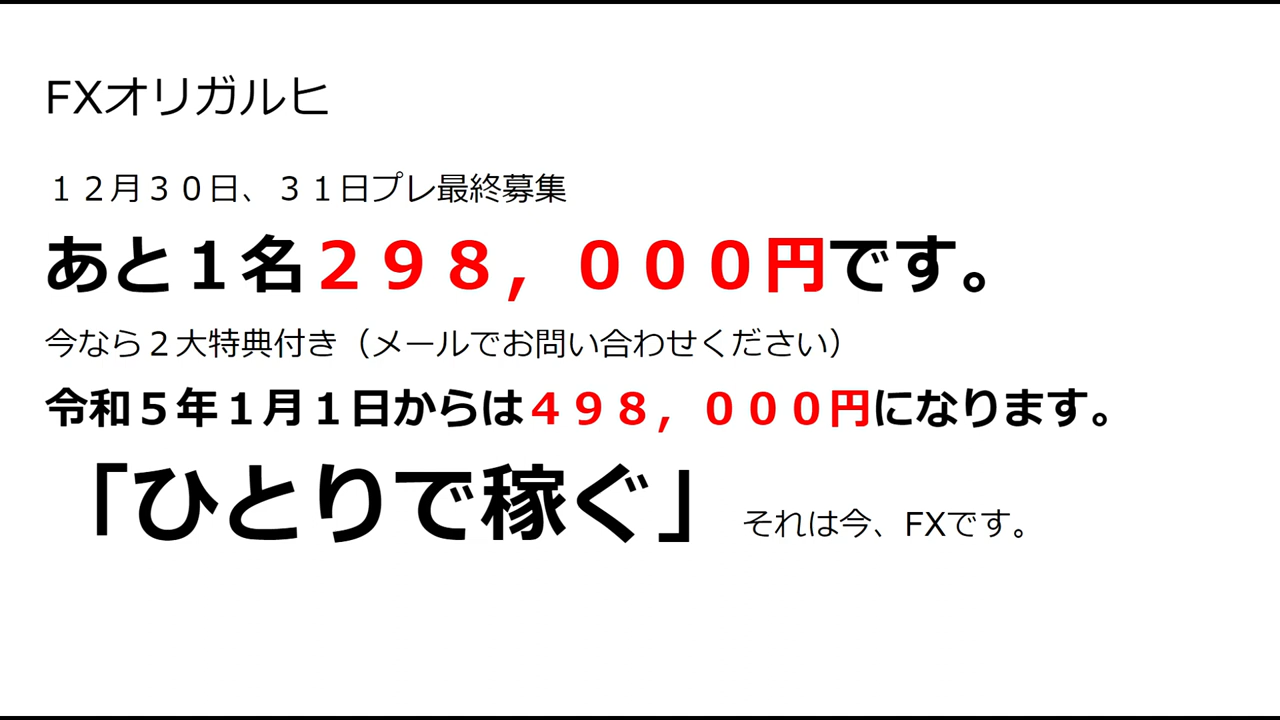 FXオリガルヒ
１２月３０日、３１日プレ最終募集
あと１名２９８，０００円です。
今なら２大特典付き（メールでお問い合わせください）
令和５年１月１日からは４９８，０００円になります。
「ひとりで稼ぐ」 それは今、FXです。